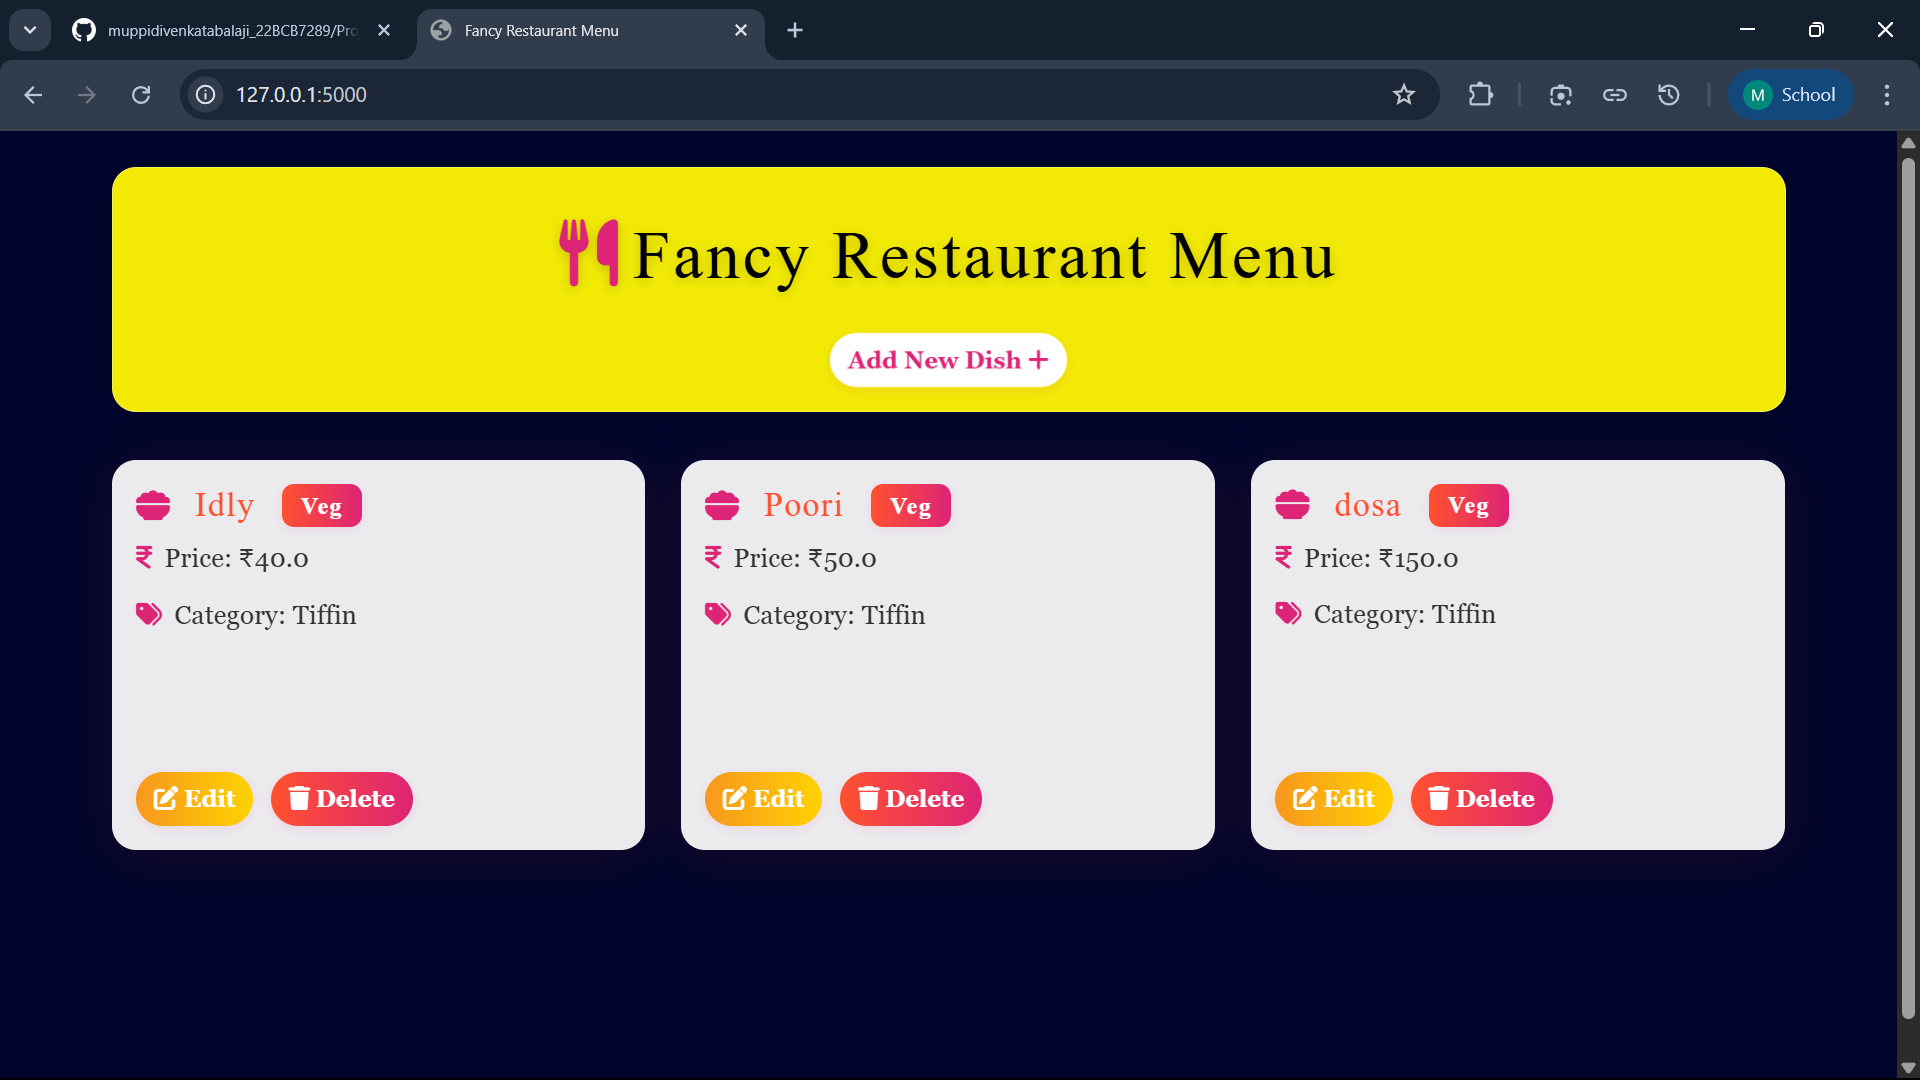 muppidivenkatabalaji_22BCB7289/Pro
Fancy Restaurant Menu
127.0.0.1:5000
M School
Fancy Restaurant Menu
Add New Dish +
Idly Veg
Price: ₹40.0
Category: Tiffin
Edit Delete
Poori Veg
Price: ₹50.0
Category: Tiffin
Edit Delete
dosa Veg
Price: ₹150.0
Category: Tiffin
Edit Delete